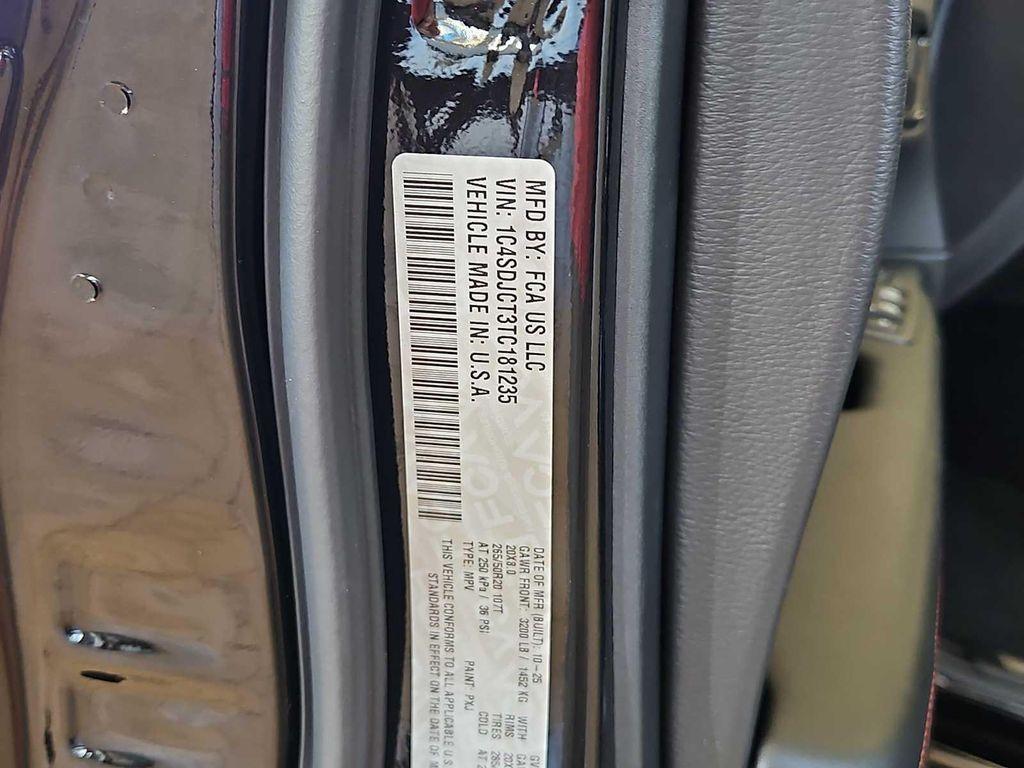 MFD BY: FCA US LLC
VIN: 1C4SDJCT3TC181235
VEHICLE MADE IN: U.S.A.
DATE OF MFR (BUILT): 10-25
GAWR FRONT: 3200 LB / 1452 KG WITH
20X8.0 RIMS
265/50R20 107T TIRES
AT 250 kPa / 36 PSI COLD
TYPE: MPV PAINT: PXJ
THIS VEHICLE CONFORMS TO ALL APPLICABLE U.S.
STANDARDS IN EFFECT ON THE DATE OF